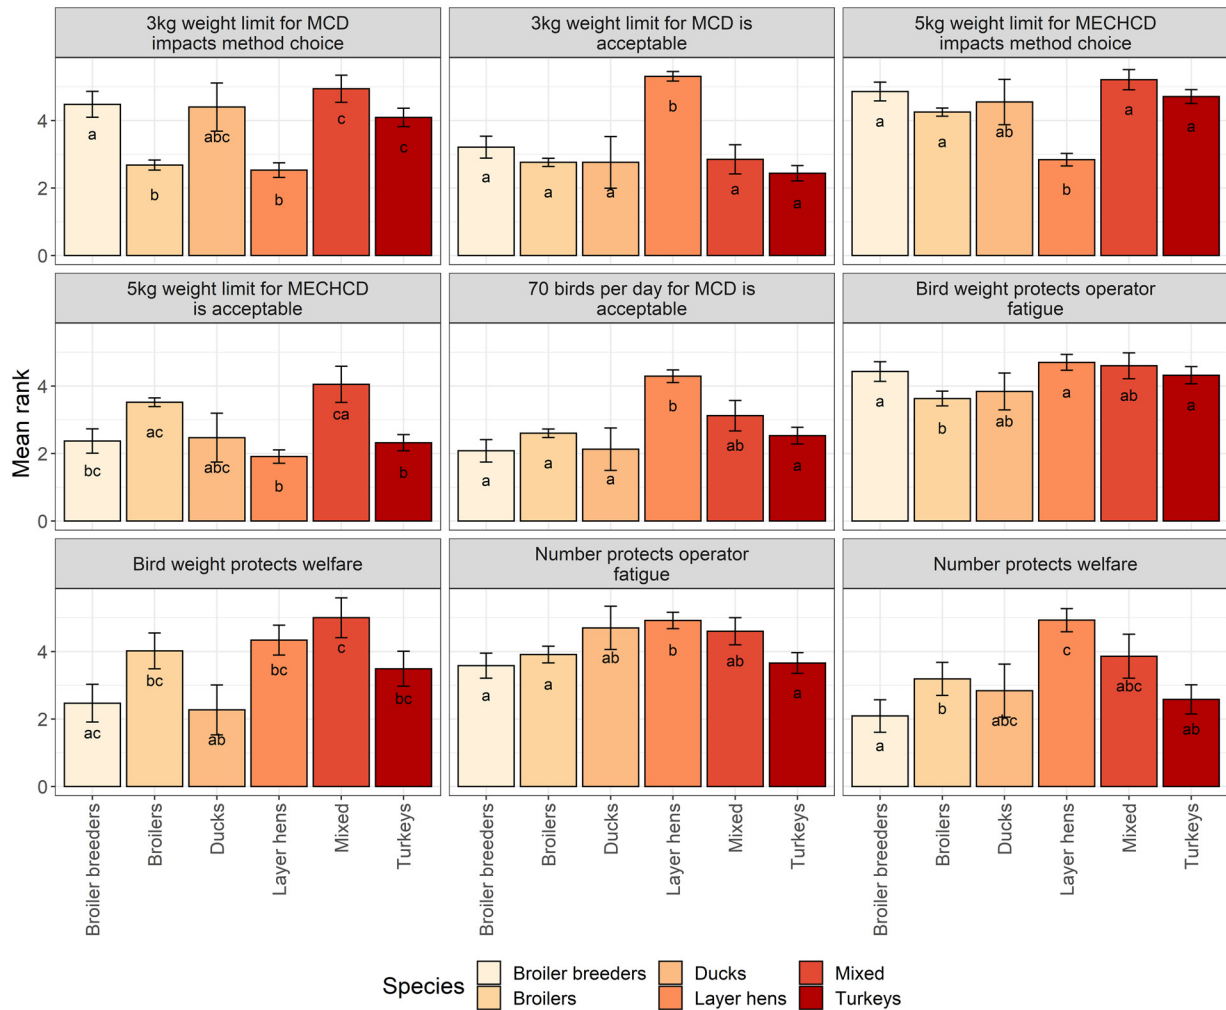 3kg weight limit for MCD
impacts method choice
3kg weight limit for MCD is
acceptable
5kg weight limit for MECHCD
impacts method choice
4
2
0
a
b
abc
b
c
c
a
a
a
b
a
a
a
a
ab
b
a
a
5kg weight limit for MECHCD
is acceptable
70 birds per day for MCD is
acceptable
Bird weight protects operator
fatigue
Mean rank
4
2
0
bc
ac
abc
b
ca
b
a
a
a
b
ab
a
a
b
ab
a
ab
a
Bird weight protects welfare
Number protects operator
fatigue
Number protects welfare
4
2
0
ac
bc
ab
bc
c
bc
a
a
ab
b
ab
a
a
b
abc
c
abc
ab
Broiler breeders
Broilers
Ducks
Layer hens
Mixed
Turkeys
Broiler breeders
Broilers
Ducks
Layer hens
Mixed
Turkeys
Broiler breeders
Broilers
Ducks
Layer hens
Mixed
Turkeys
Species
Broiler breeders
Broilers
Ducks
Layer hens
Mixed
Turkeys